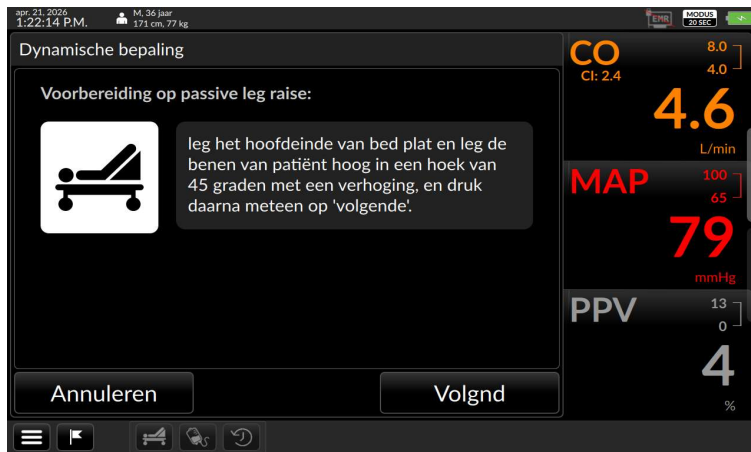 apr. 21, 2026
1:22:14 P.M.
M, 36 jaar
171 cm, 77 kg
EMR
MODUS
20 SEC
Dynamische bepaling
Voorbereiding op passive leg raise:
leg het hoofdeinde van bed plat en leg de
benen van patiënt hoog in een hoek van
45 graden met een verhoging, en druk
daarna meteen op 'volgende'.
Annuleren
Volgnd
CO
CI: 2.4
8.0
4.0
4.6
L/min
MAP
100
65
79
mmHg
PPV
13
0
4
%